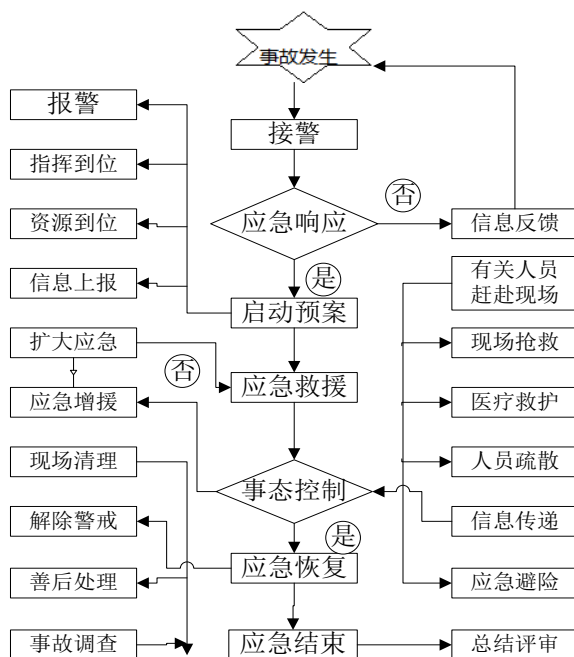 事故发生
报警
接警
指挥到位
否
资源到位
应急响应
信息反馈
有关人员
赶赴现场
信息上报
是
启动预案
扩大应急
现场抢救
否
应急救援
应急增援
医疗救护
现场清理
人员疏散
事态控制
解除警戒
信息传递
是
应急恢复
善后处理
应急避险
事故调查
应急结束
总结评审